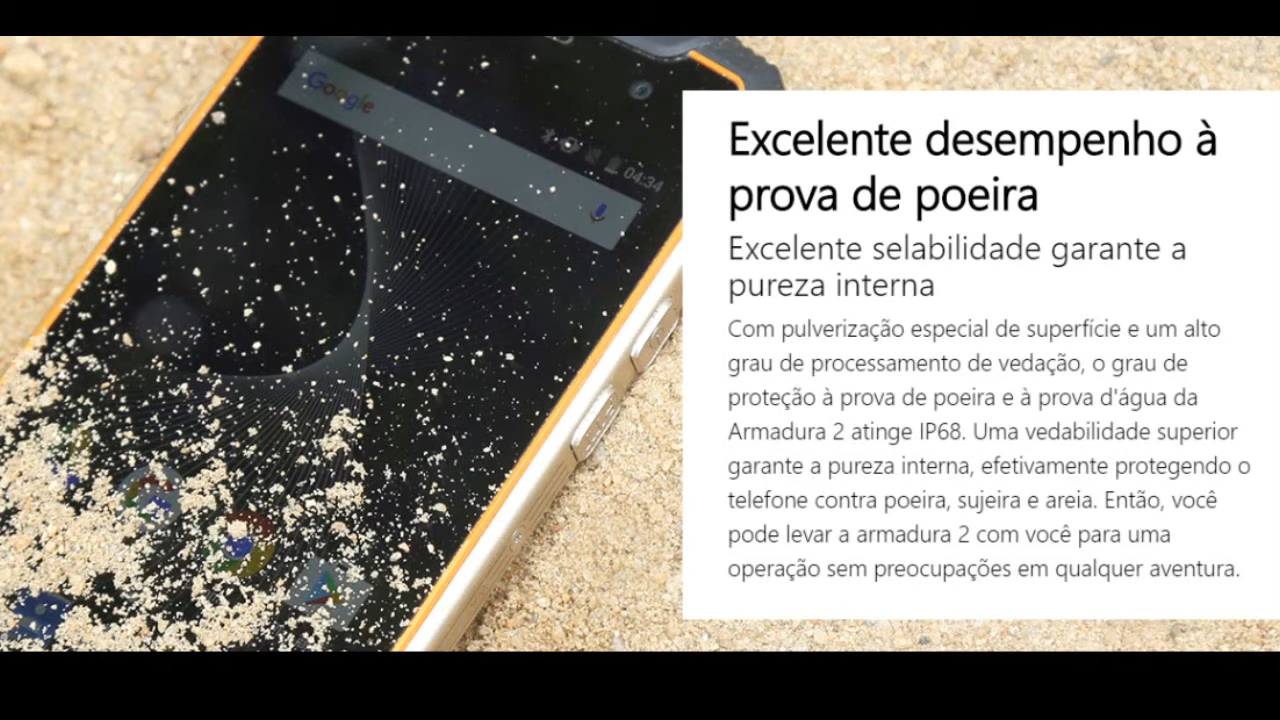 Google
04:34
Excelente desempenho à
prova de poeira
Excelente selabilidade garante a
pureza interna
Com pulverização especial de superfície e um alto
grau de processamento de vedação, o grau de
proteção à prova de poeira e à prova d'água da
Armadura 2 atinge IP68. Uma vedabilidade superior
garante a pureza interna, efetivamente protegendo o
telefone contra poeira, sujeira e areia. Então, você
pode levar a armadura 2 com você para uma
operação sem preocupações em qualquer aventura.